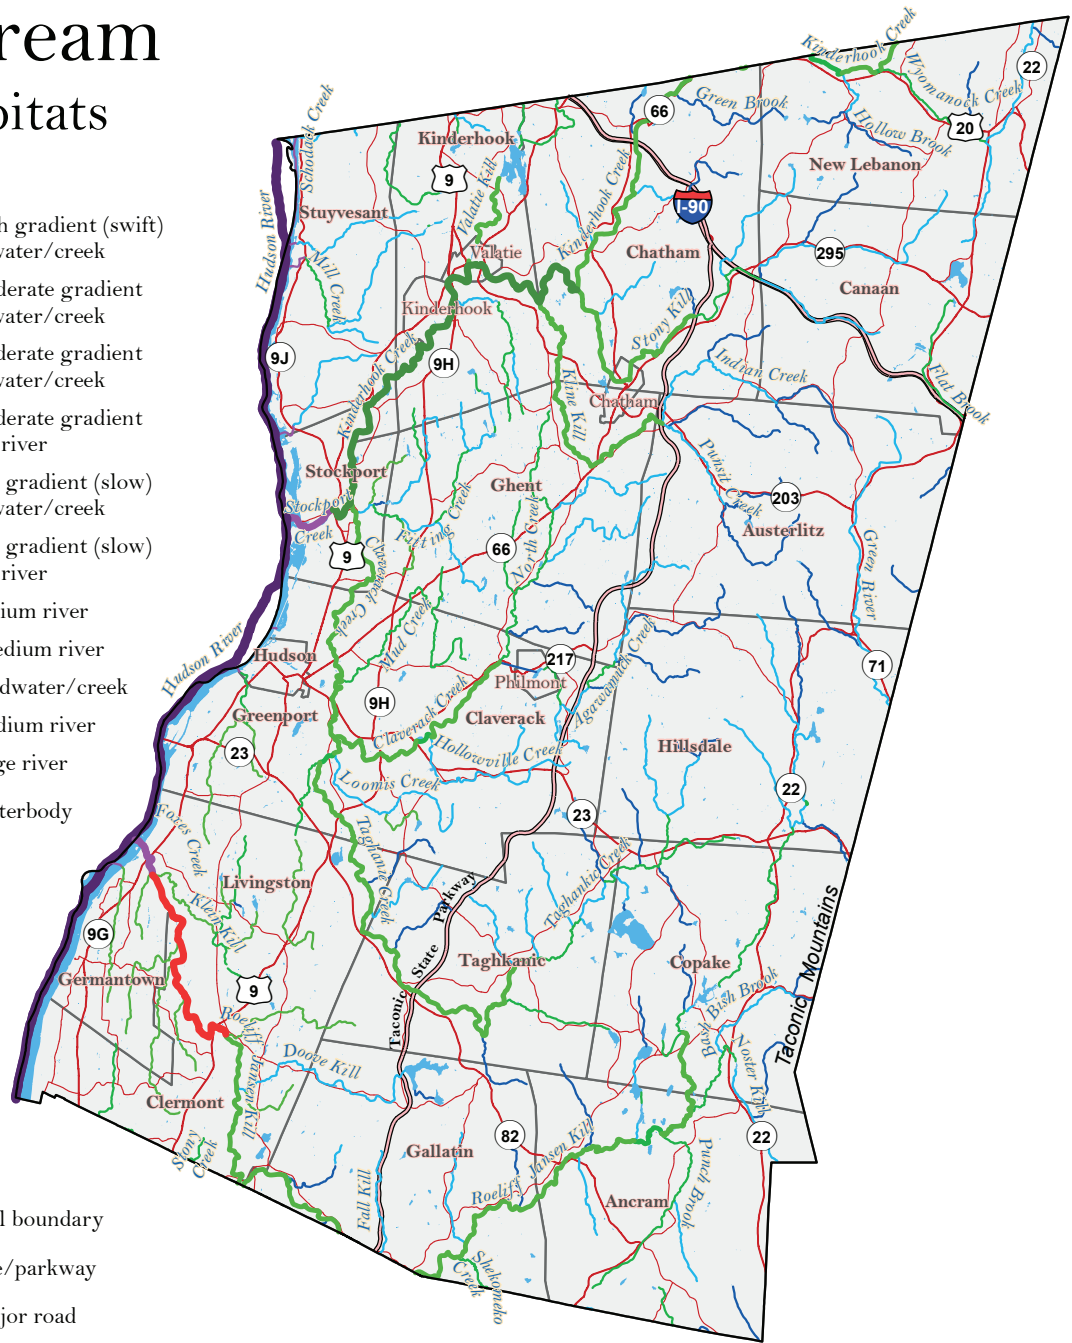 ream
bitats
h gradient (swift)
water/creek
derate gradient
water/creek
derate gradient
water/creek
derate gradient
river
gradient (slow)
water/creek
gradient (slow)
river
ium river
edium river
dwater/creek
dium river
ge river
terbody
l boundary
e/parkway
jor road
Kinderhook Creek
Wyomanock Creek
22
20
66
Green Brook
Hollow Brook
New Lebanon
Schodack Creek
Kinderhook
9
Valatie Kill
Kinderhook Creek
I-90
Stuyvesant
Hudson River
Mill Creek
Valatie
Chatham
295
Canaan
Kinderhook
Stony Kill
9J
9H
Kinderhook Creek
Indian Creek
Flat Brook
Kline Kill
Chatham
Stockport
Ghent
Punsit Creek
203
Austerlitz
Stockport
Creek
9
Claverack Creek
Fitting Creek
66
North Creek
Green River
Mud Creek
Hudson River
Hudson
217
Philmont
Agawamuck Creek
71
9H
Greenport
Claverack Creek
Claverack
Hillsdale
23
Hollowville Creek
Loomis Creek
22
23
Foxes Creek
Taghanic Creek
Livingston
Taghankic Creek
Klein Kill
Taconic State Parkway
9G
Germantown
Taghkanic
Copake
Taconic Mountains
9
Bash Bish Brook
Roeliff Jansen Kill
Doove Kill
Noster Kill
Clermont
82
22
Stony
Creek
Gallatin
Roeliff Jansen Kill
Punch Brook
Fall Kill
Ancram
Shekomeko
Creek